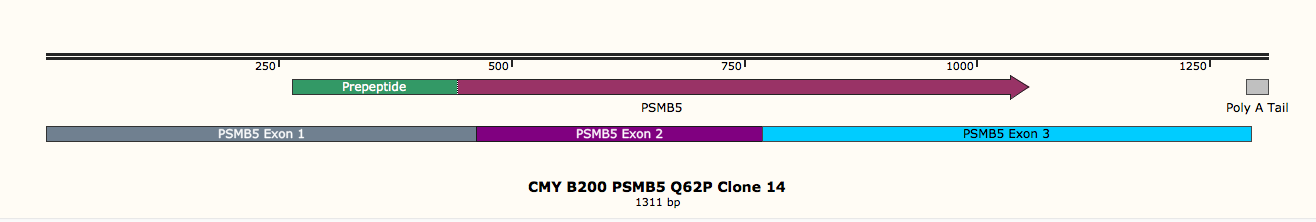 250 500 750 1000 1250
Prepeptide
PSMB5 Poly A Tail
PSMB5 Exon 1 PSMB5 Exon 2 PSMB5 Exon 3
CMY B200 PSMB5 Q62P Clone 14
1311 bp